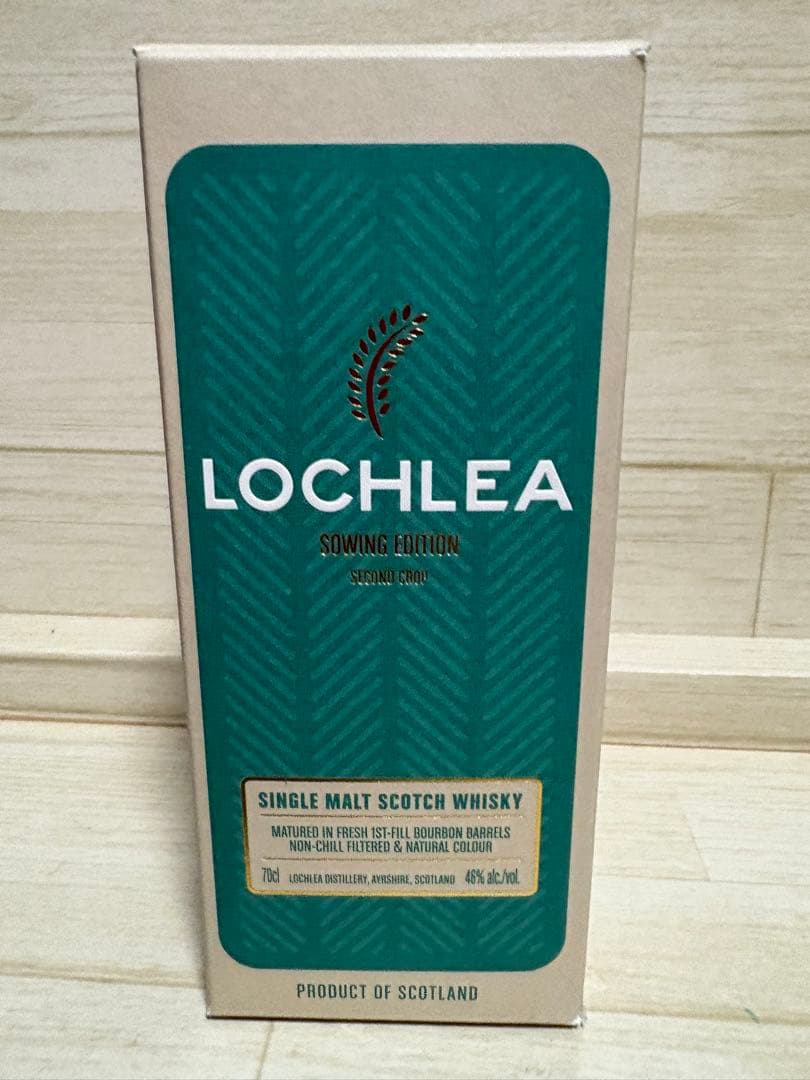 LOCHLEA
SOWING EDITION
SECOND CROP
SINGLE MALT SCOTCH WHISKY
MATURED IN FRESH 1ST-FILL BOURBON BARRELS
NON-CHILL FILTERED & NATURAL COLOUR
70cl LOCHLEA DISTILLERY, AYRSHIRE, SCOTLAND 46% alc./vol.
PRODUCT OF SCOTLAND